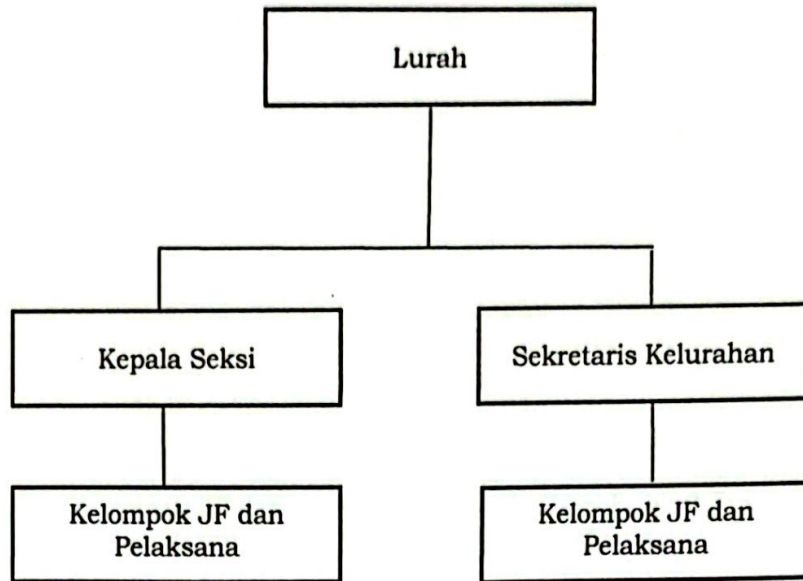 Lurah
Kepala Seksi
Sekretaris Kelurahan
Kelompok JF dan
Pelaksana
Kelompok JF dan
Pelaksana